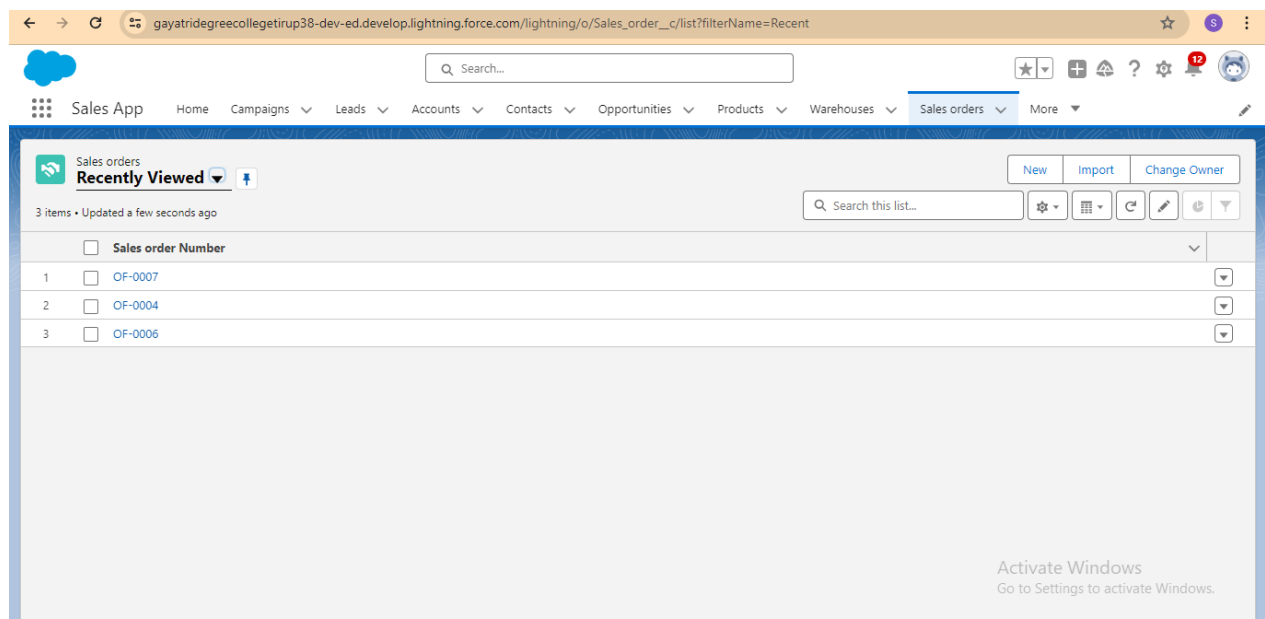 gayatridegreecollegetirup38-dev-ed.develop.lightning.force.com/lightning/o/Sales_order__c/list?filterName=Recent
S
Search...
12
Sales App Home Campaigns Leads Accounts Contacts Opportunities Products Warehouses Sales orders More
Sales orders
Recently Viewed
New Import Change Owner
3 items • Updated a few seconds ago
Search this list...
Sales order Number
1 OF-0007
2 OF-0004
3 OF-0006
Activate Windows
Go to Settings to activate Windows.